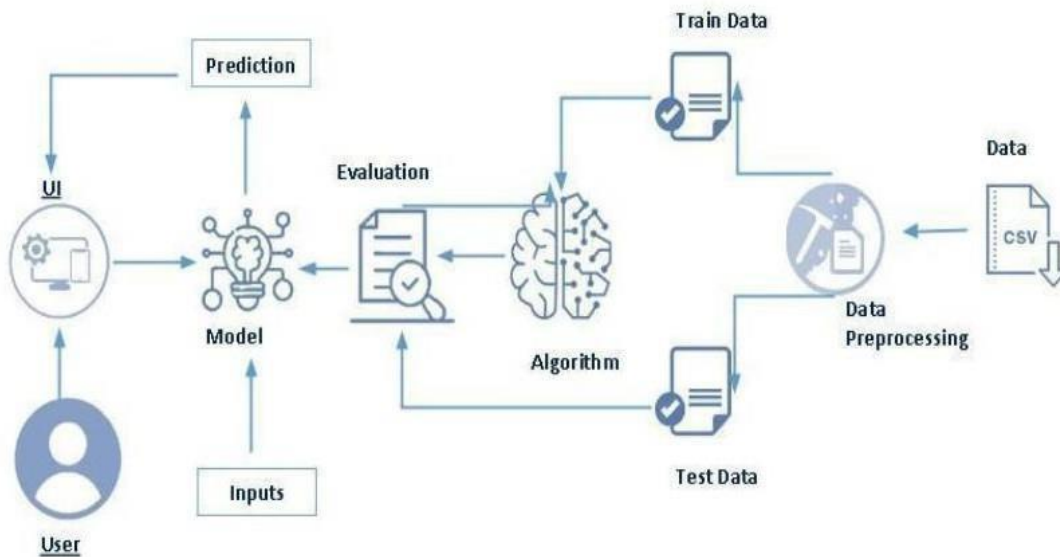 Train Data
Prediction
Evaluation
Data
UI
CSV
Model
Algorithm
Data
Preprocessing
Inputs
Test Data
User